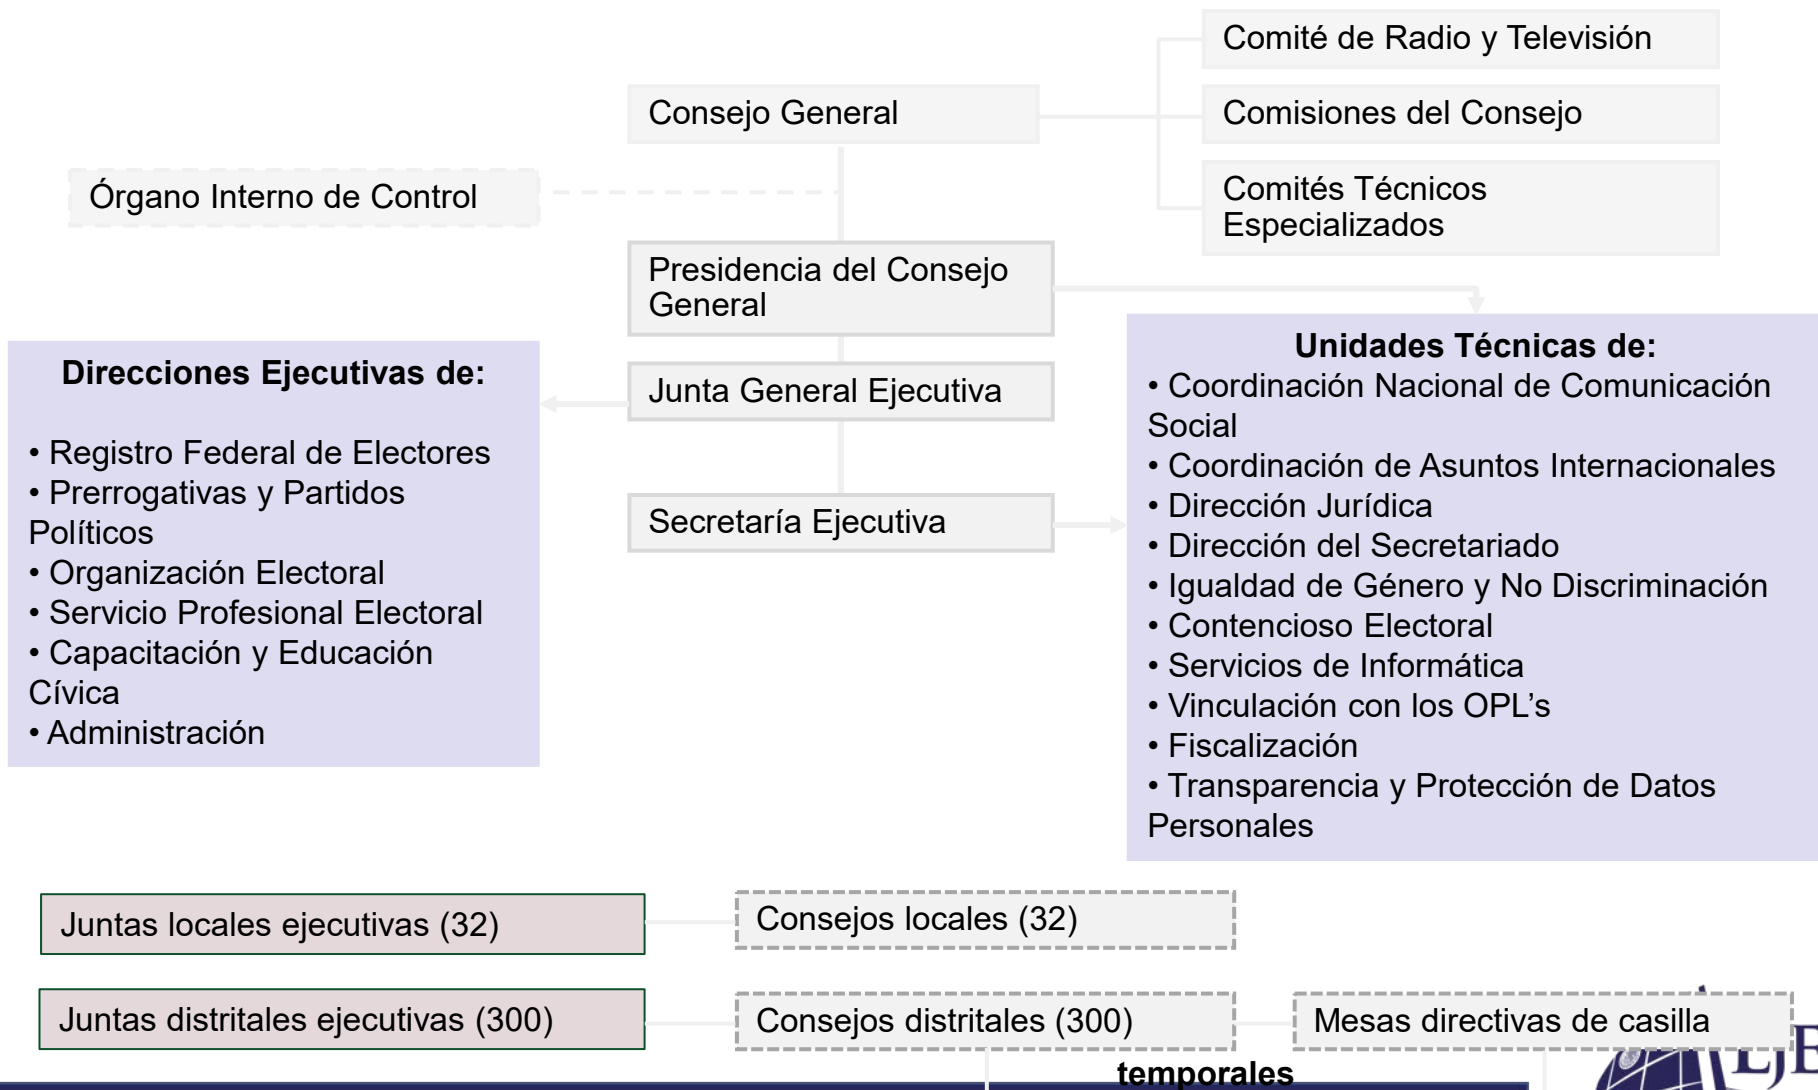 Comité de Radio y Televisión
Consejo General
Comisiones del Consejo
Órgano Interno de Control
Comités Técnicos
Especializados
Presidencia del Consejo
General
Direcciones Ejecutivas de:
• Registro Federal de Electores
• Prerrogativas y Partidos
Políticos
• Organización Electoral
• Servicio Profesional Electoral
• Capacitación y Educación
Cívica
• Administración
Junta General Ejecutiva
Secretaría Ejecutiva
Unidades Técnicas de:
• Coordinación Nacional de Comunicación
Social
• Coordinación de Asuntos Internacionales
• Dirección Jurídica
• Dirección del Secretariado
• Igualdad de Género y No Discriminación
• Contencioso Electoral
• Servicios de Informática
• Vinculación con los OPL’s
• Fiscalización
• Transparencia y Protección de Datos
Personales
Juntas locales ejecutivas (32)
Consejos locales (32)
Juntas distritales ejecutivas (300)
Consejos distritales (300)
Mesas directivas de casilla
temporales